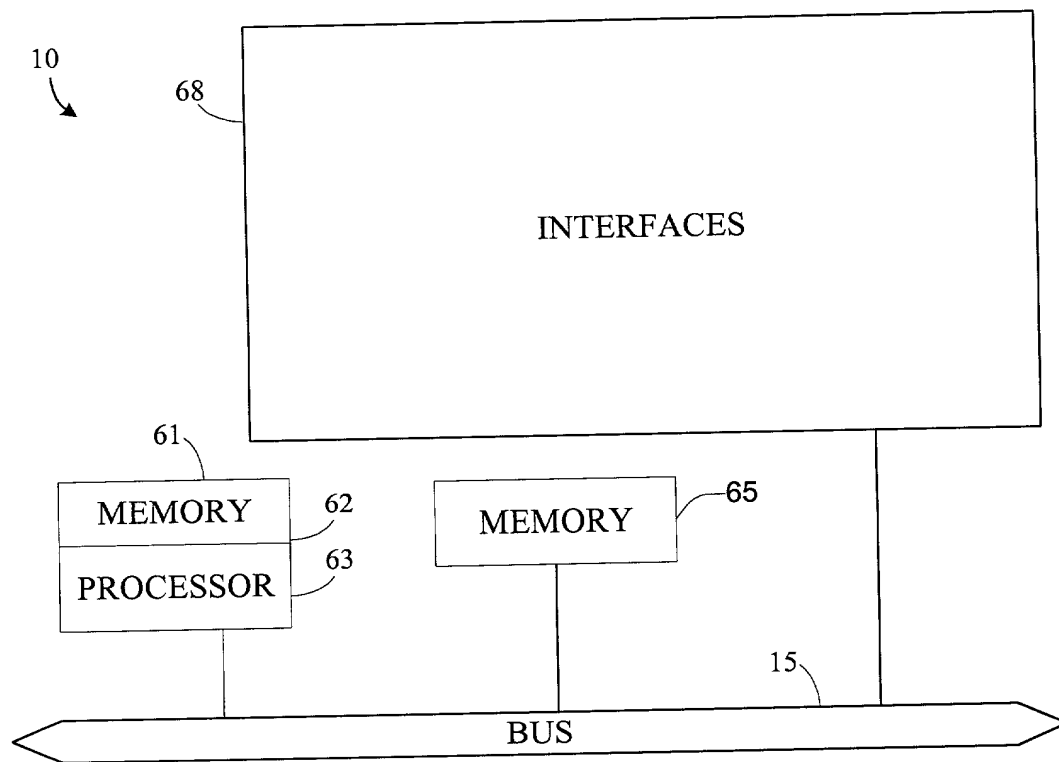 10
68
INTERFACES
61
MEMORY
62
PROCESSOR
63
MEMORY
65
15
BUS